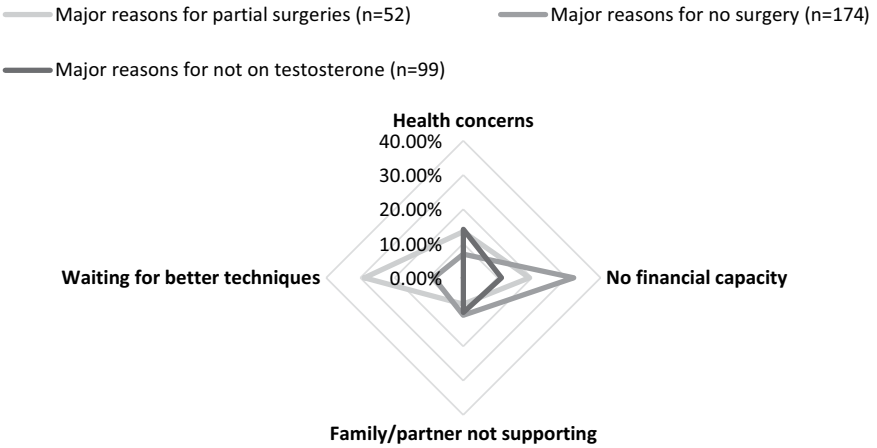 Major reasons for partial surgeries (n=52)
Major reasons for no surgery (n=174)
Major reasons for not on testosterone (n=99)
Health concerns
40.00%
30.00%
20.00%
10.00%
0.00%
Waiting for better techniques
No financial capacity
Family/partner not supporting